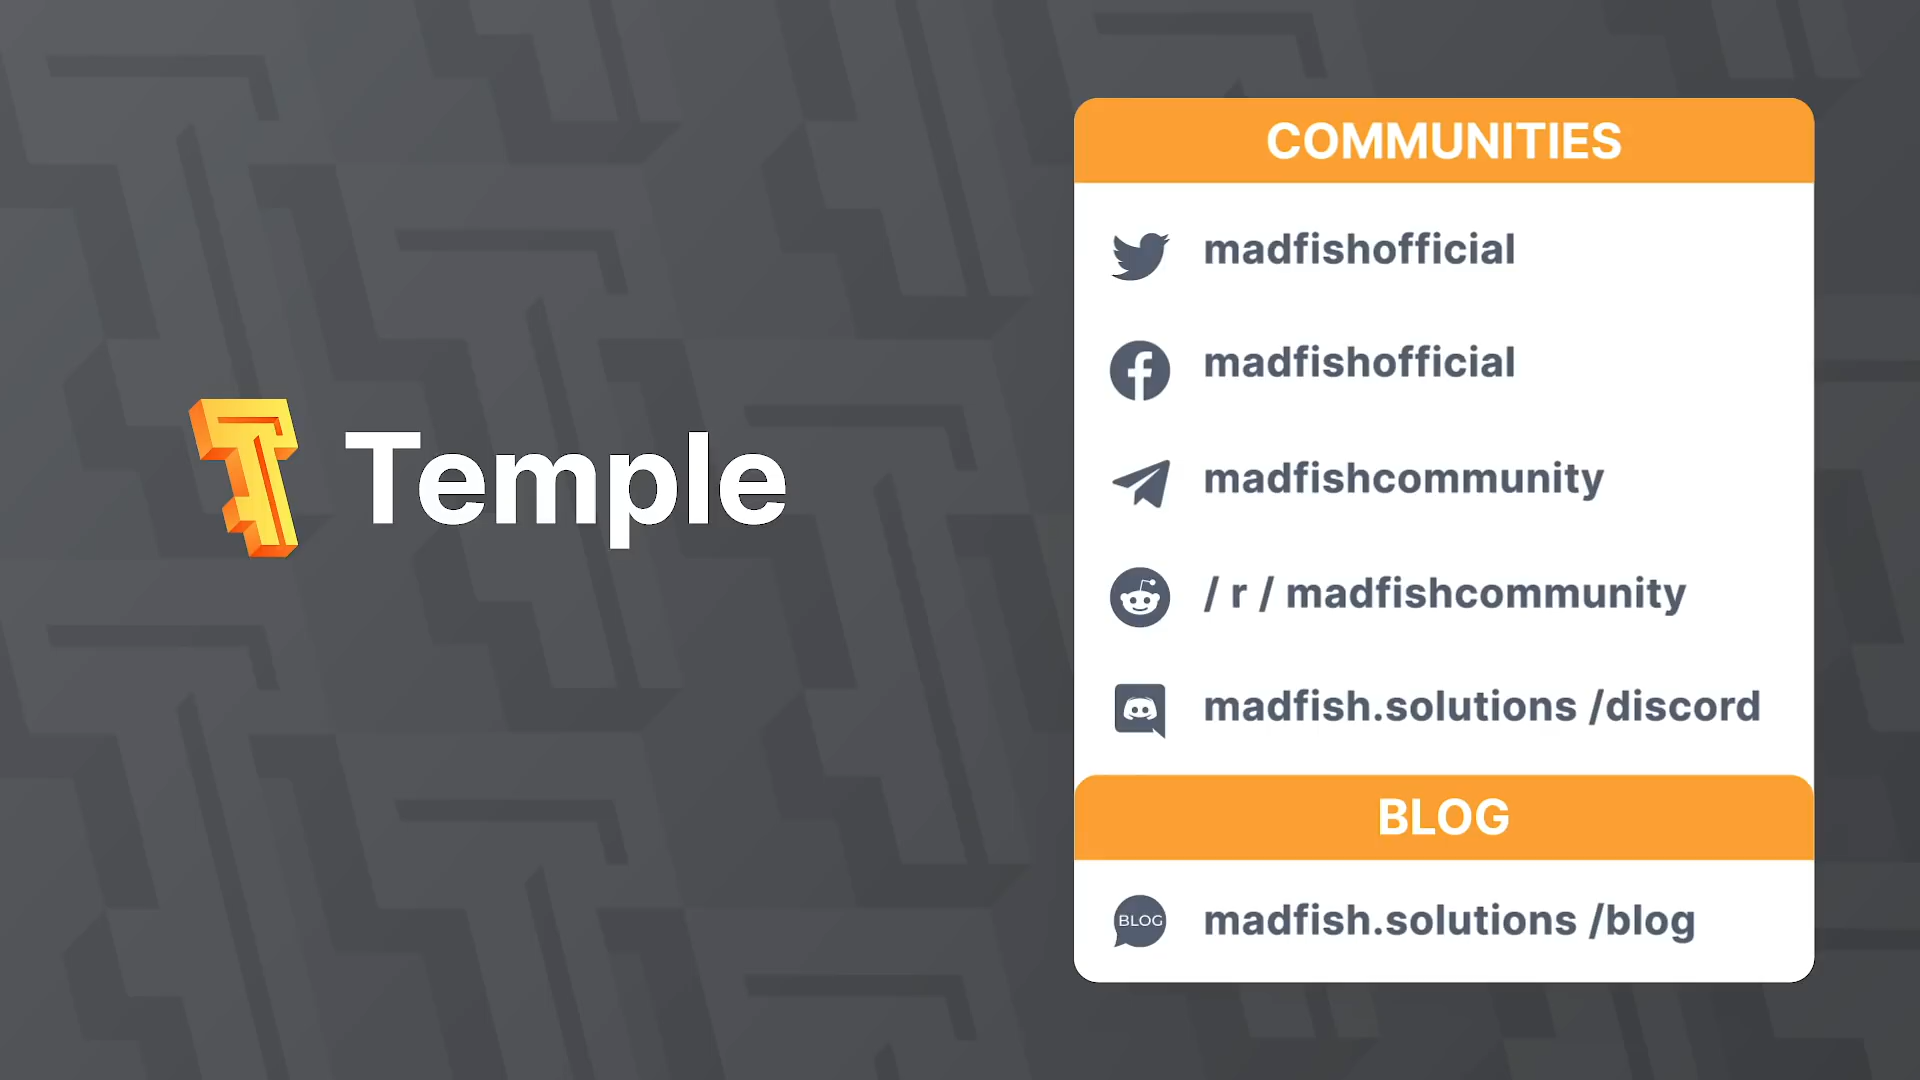 Temple
COMMUNITIES
madfishofficial
madfishofficial
madfishcommunity
/ r / madfishcommunity
madfish.solutions /discord
BLOG
BLOG
madfish.solutions /blog